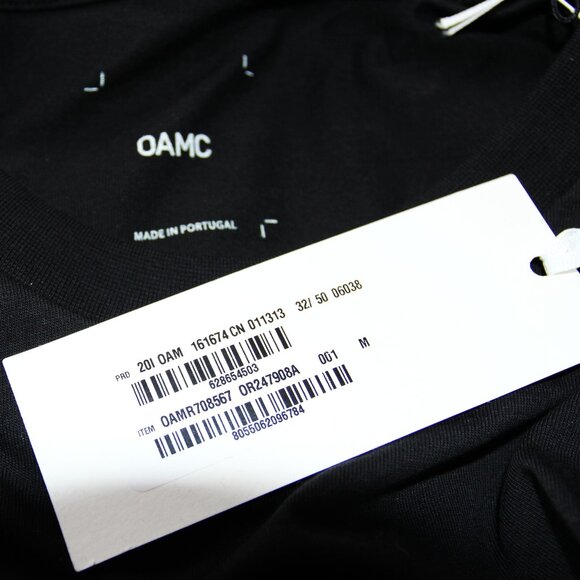 OAMC
MADE IN PORTUGAL
PRD 20I OAM 161674 CN 011313 32/ 50 06038
628654503
ITEM OAMR708567 OR247908A 001 M
8055062096784